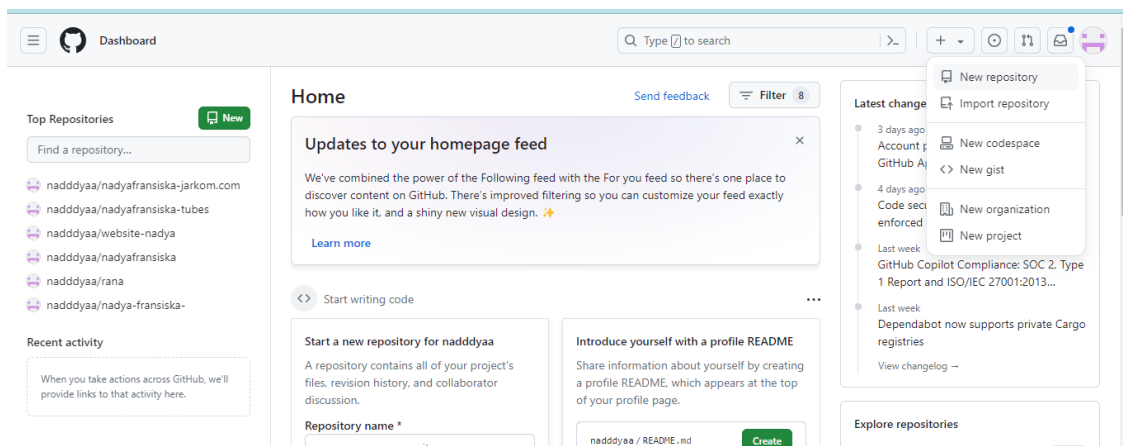 Dashboard
Type / to search
New repository
Import repository
New codespace
New gist
New organization
New project
Top Repositories
New
Find a repository...
nadddyaa/nadyafransiska-jarkom.com
nadddyaa/nadyafransiska-tubes
nadddyaa/website-nadya
nadddyaa/nadyafransiska
nadddyaa/rana
nadddyaa/nadya-fransiska-
Recent activity
When you take actions across GitHub, we'll
provide links to that activity here.
Home
Send feedback
Filter 8
Updates to your homepage feed
We've combined the power of the Following feed with the For you feed so there's one place to
discover content on GitHub. There's improved filtering so you can customize your feed exactly
how you like it, and a shiny new visual design. ✨
Learn more
Start writing code
Start a new repository for nadddyaa
A repository contains all of your project's
files, revision history, and collaborator
discussion.
Repository name *
Introduce yourself with a profile README
Share information about yourself by creating
a profile README, which appears at the top
of your profile page.
nadddyaa / README.md
Create
Latest change
3 days ago
Account
GitHub
4 days ago
Code
enforced
Last week
GitHub Copilot Compliance: SOC 2, Type
1 Report and ISO/IEC 27001:2013...
Last week
Dependabot now supports private Cargo
registries
View changelog →
Explore repositories